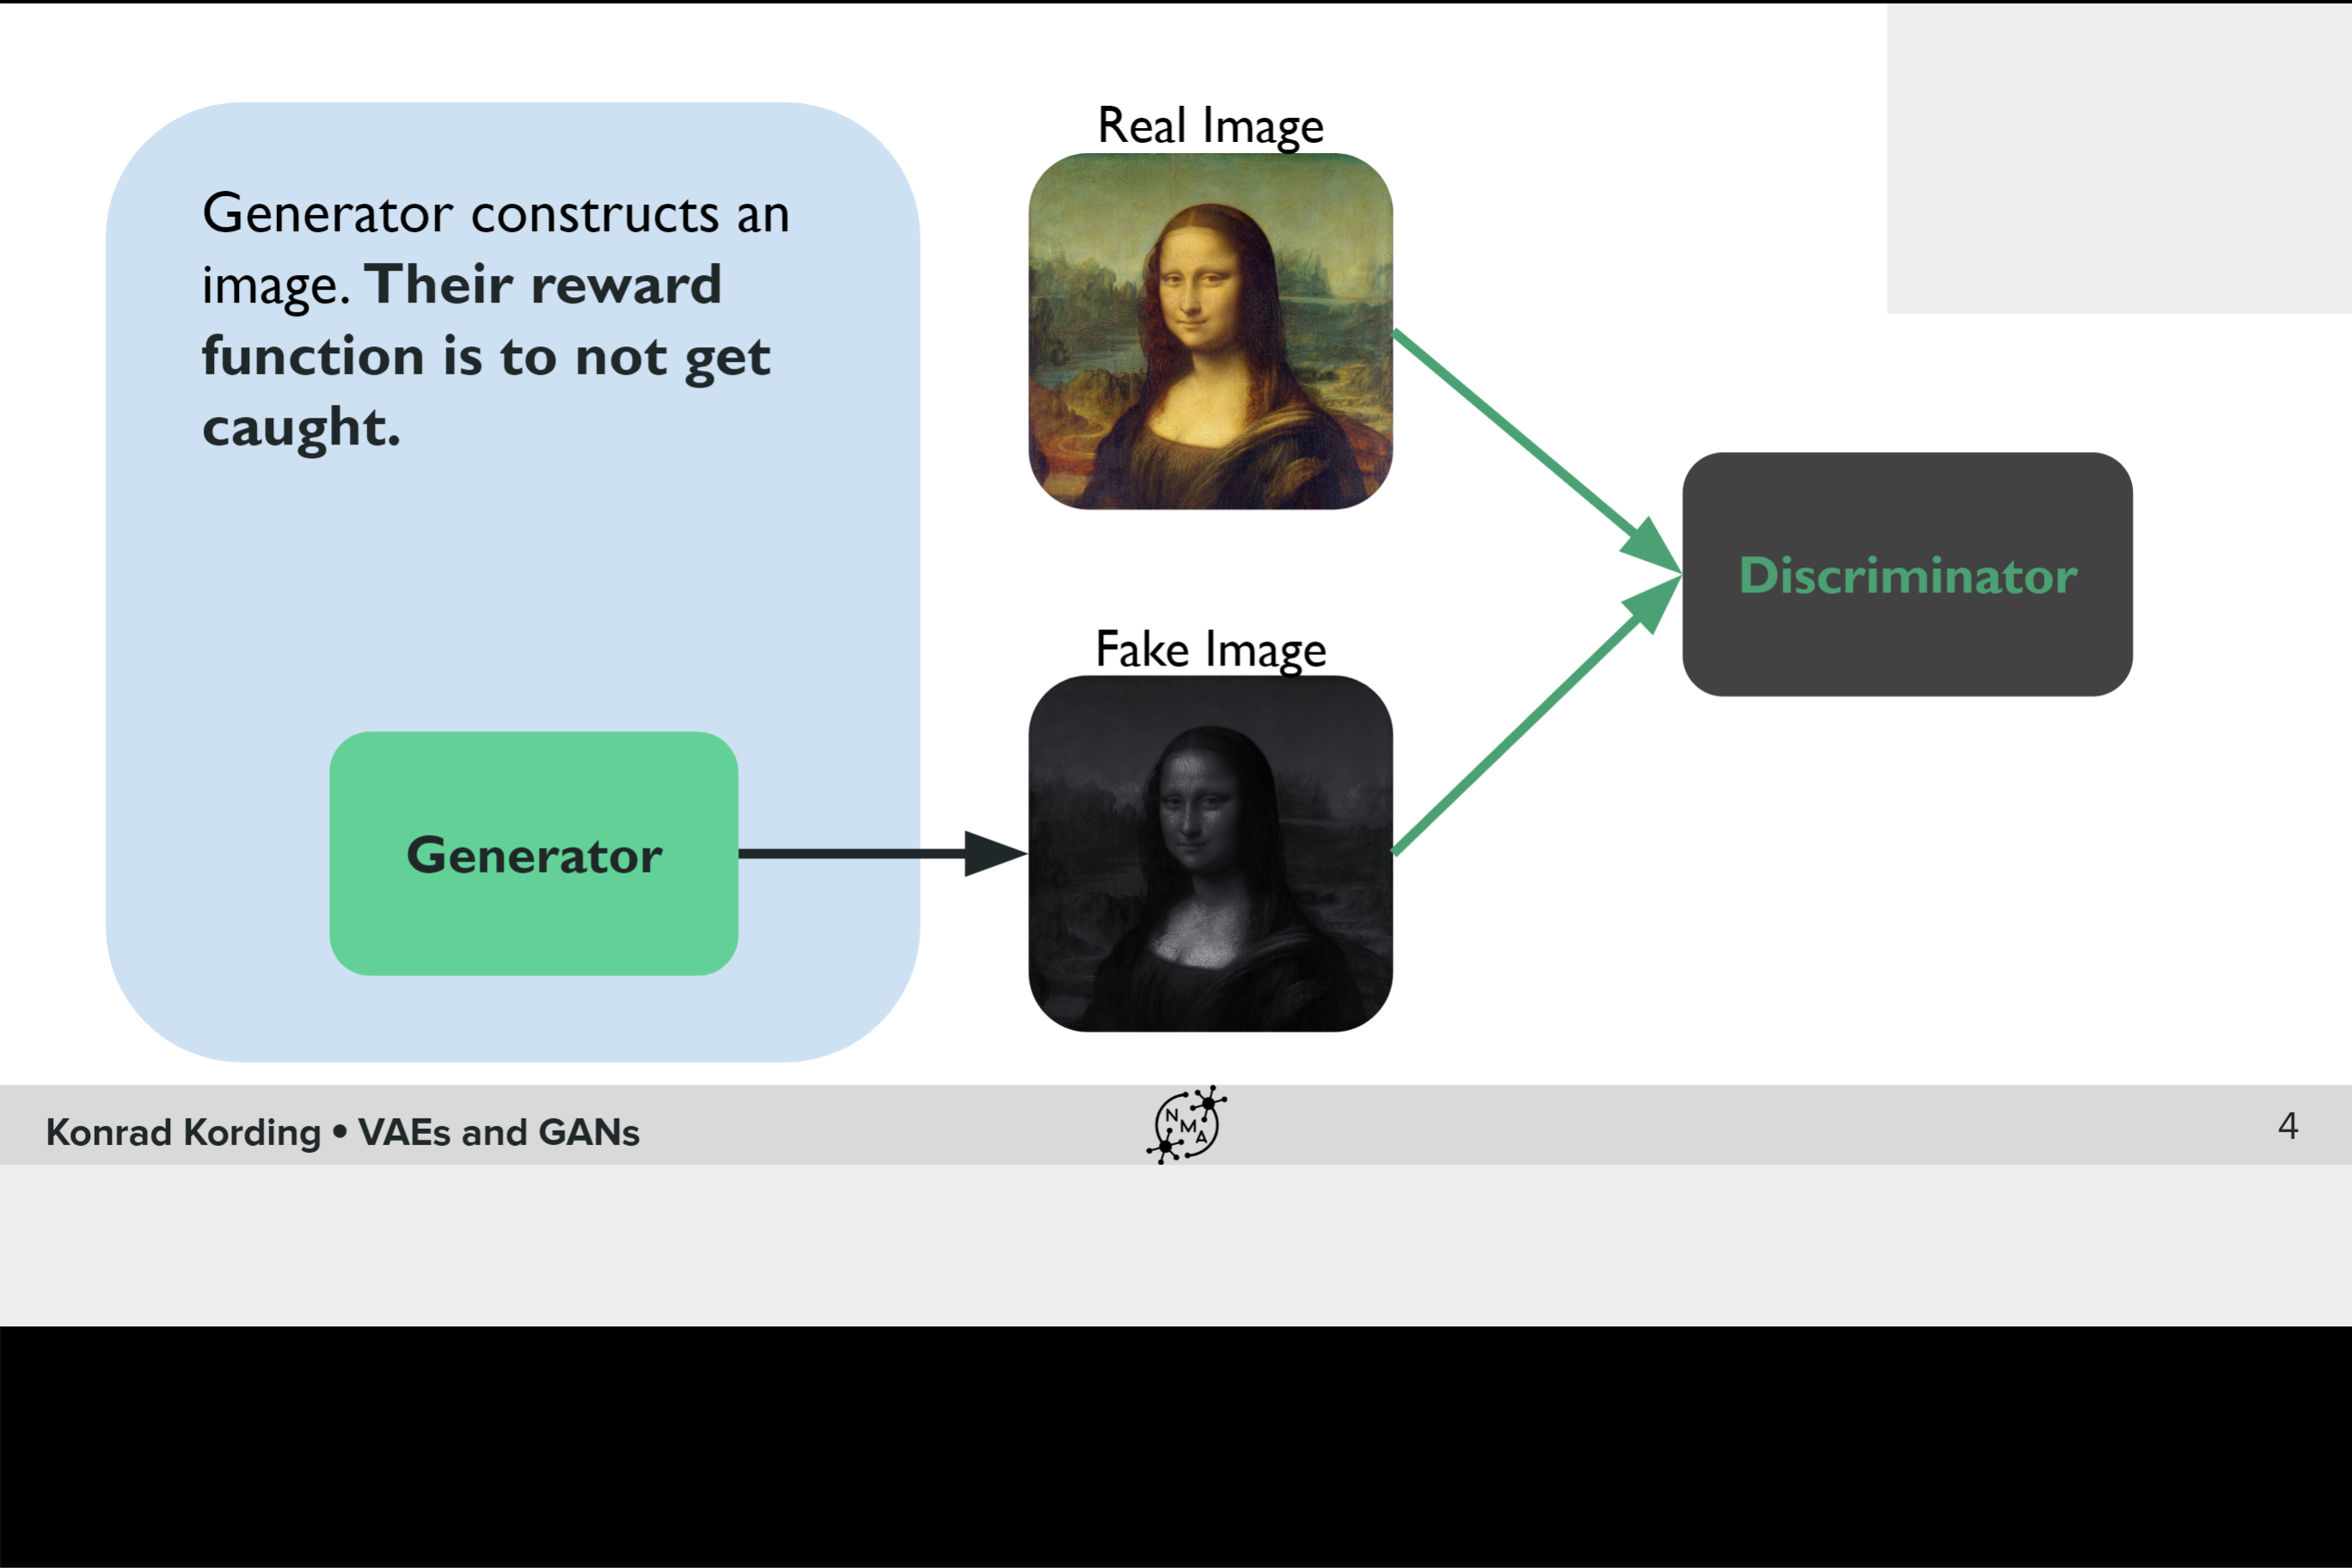 Generator constructs an
image. Their reward
function is to not get
caught.
Generator
Real Image
Fake Image
Discriminator
Konrad Kording • VAEs and GANs
N
M
A
4